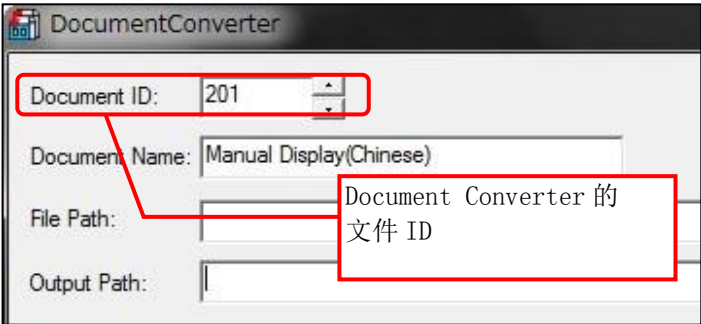 DocumentConverter
Document ID: 201
Document Name: Manual Display(Chinese)
Document Converter 的
文件 ID
File Path:
Output Path: